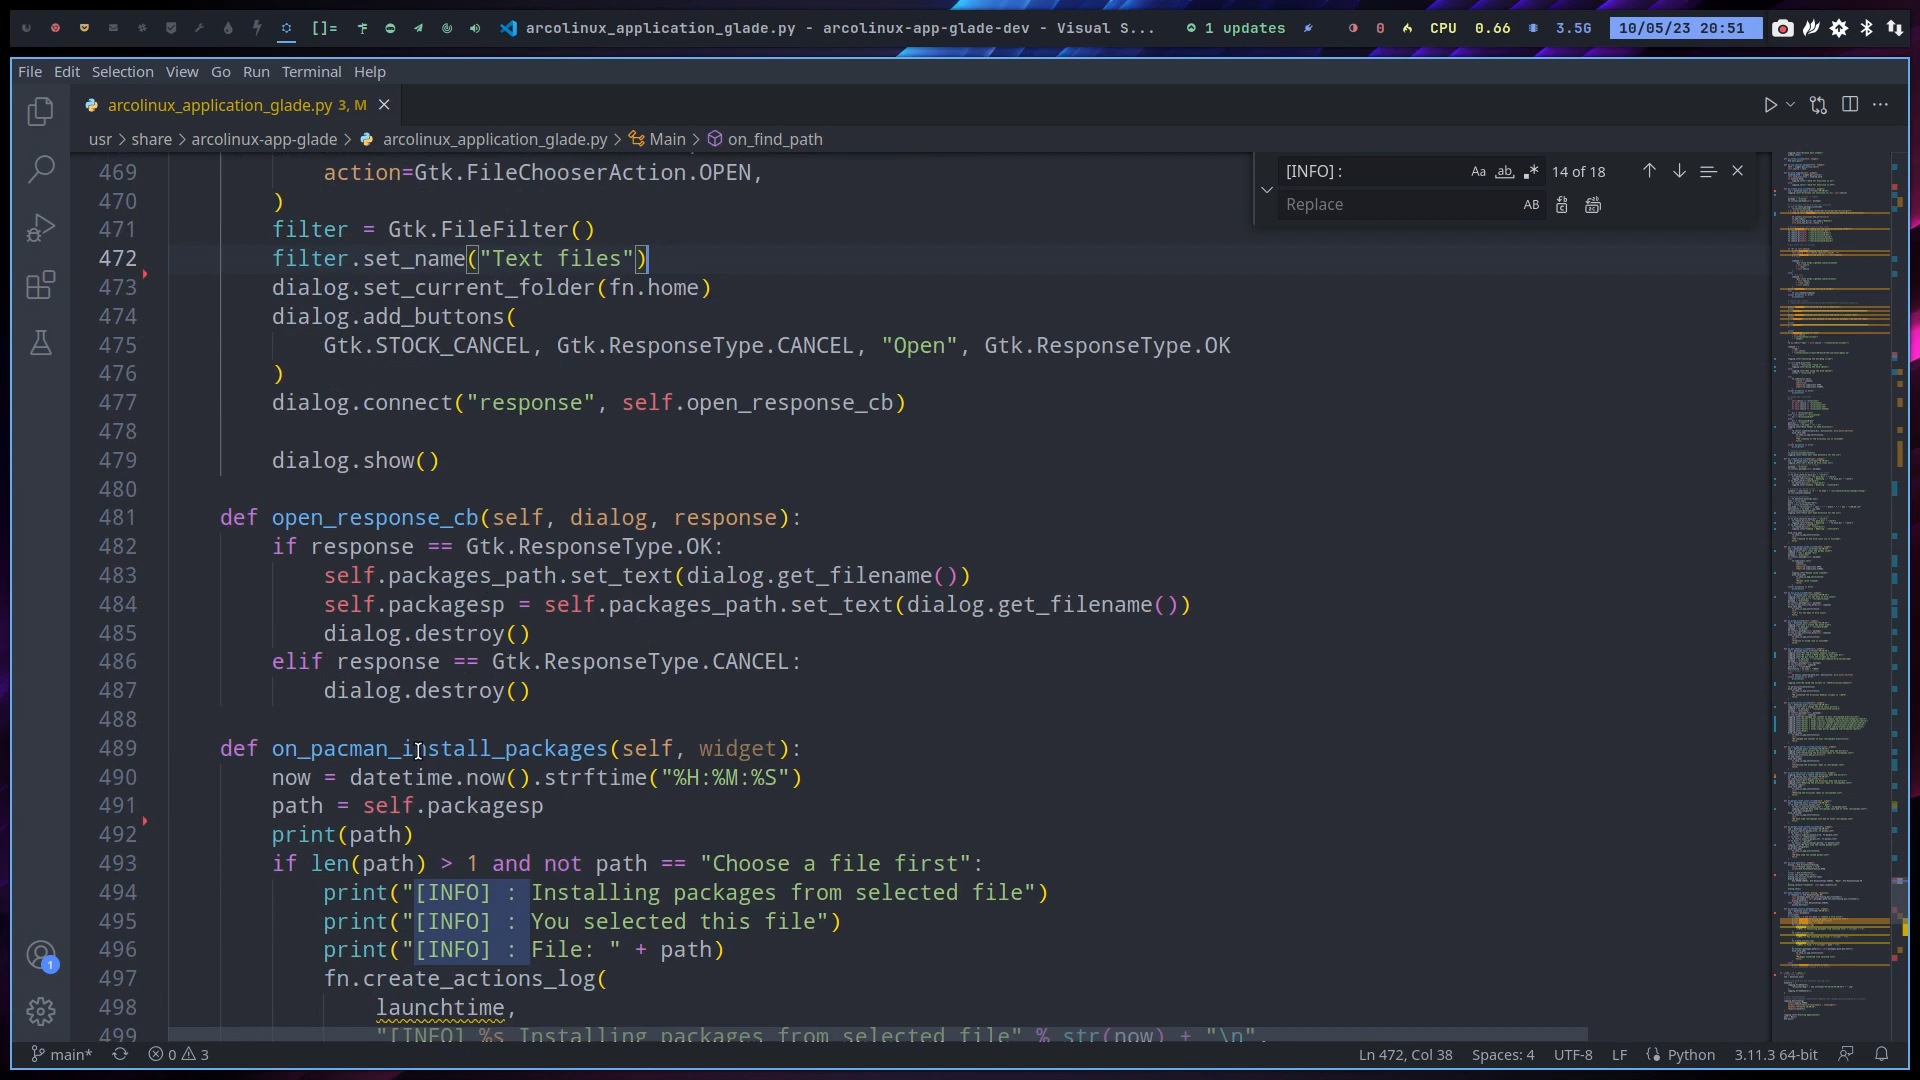 []= arcolinux_application_glade.py - arcolinux-app-glade-dev - Visual S... 1 updates 0 CPU 0.66 3.5G 10/05/23 20:51
File Edit Selection View Go Run Terminal Help
arcolinux_application_glade.py 3, M
usr > share > arcolinux-app-glade > arcolinux_application_glade.py > Main > on_find_path
[INFO] : Aa ab 14 of 18
Replace AB
469 action=Gtk.FileChooserAction.OPEN,
470 )
471 filter = Gtk.FileFilter()
472 filter.set_name("Text files")
473 dialog.set_current_folder(fn.home)
474 dialog.add_buttons(
475 Gtk.STOCK_CANCEL, Gtk.ResponseType.CANCEL, "Open", Gtk.ResponseType.OK
476 )
477 dialog.connect("response", self.open_response_cb)
478
479 dialog.show()
480
481 def open_response_cb(self, dialog, response):
482 if response == Gtk.ResponseType.OK:
483 self.packages_path.set_text(dialog.get_filename())
484 self.packagesp = self.packages_path.set_text(dialog.get_filename())
485 dialog.destroy()
486 elif response == Gtk.ResponseType.CANCEL:
487 dialog.destroy()
488
489 def on_pacman_install_packages(self, widget):
490 now = datetime.now().strftime("%H:%M:%S")
491 path = self.packagesp
492 print(path)
493 if len(path) > 1 and not path == "Choose a file first":
494 print("[INFO] : Installing packages from selected file")
495 print("[INFO] : You selected this file")
496 print("[INFO] : File: " + path)
497 fn.create_actions_log(
498 launchtime,
499 "[INFO] %s Installing packages from selected file" % str(now) + "\n",
1
main* 0 3 Ln 472, Col 38 Spaces: 4 UTF-8 LF Python 3.11.3 64-bit